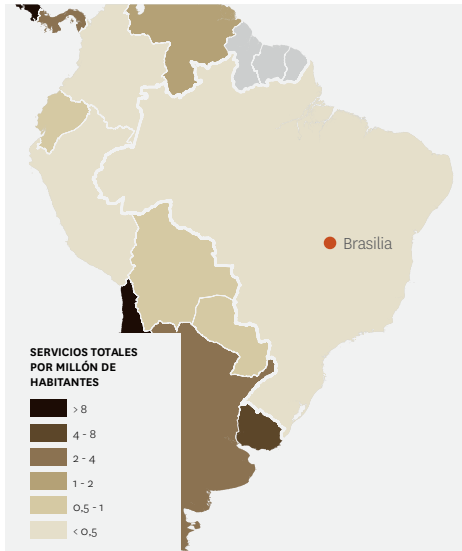 Brasilia
SERVICIOS TOTALES
POR MILLÓN DE
HABITANTES
> 8
4 - 8
2 - 4
1 - 2
0,5 - 1
< 0,5